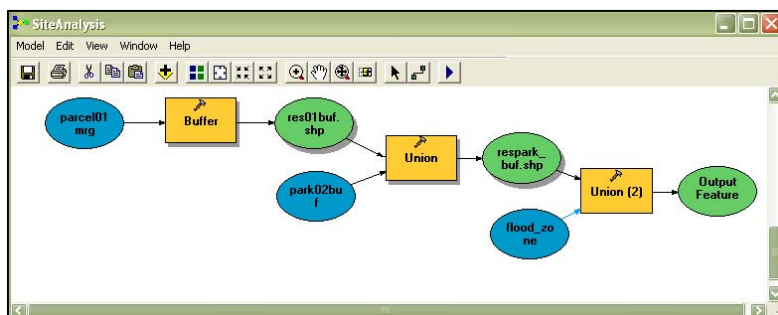 SiteAnalysis
Model Edit View Window Help
parcel01
mrg
Buffer
res01buf.
shp
Union
park02bu
f
respark_
buf.shp
Union (2)
flood_zo
ne
Output
Feature